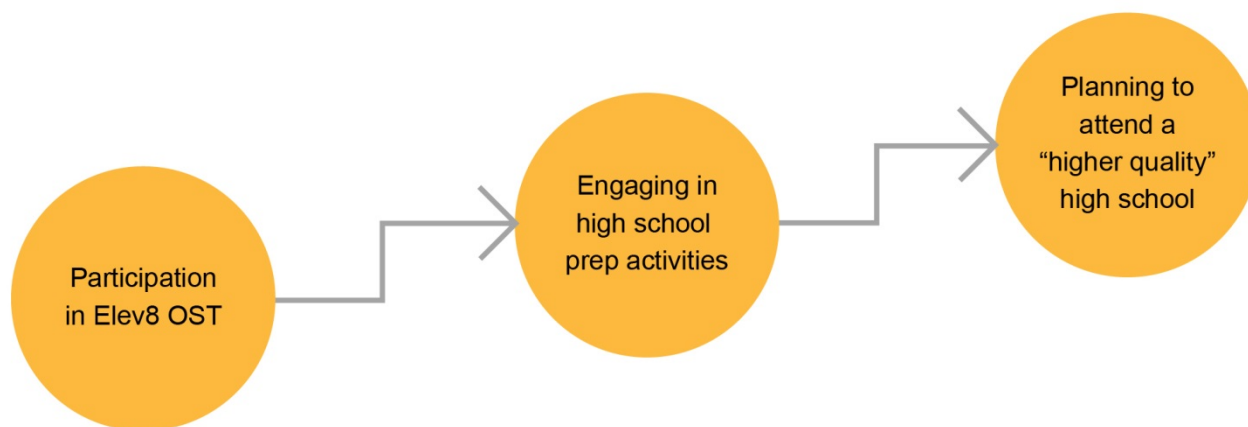 Participation
in Elev8 OST
Engaging in
high school
prep activities
Planning to
attend a
“higher quality”
high school